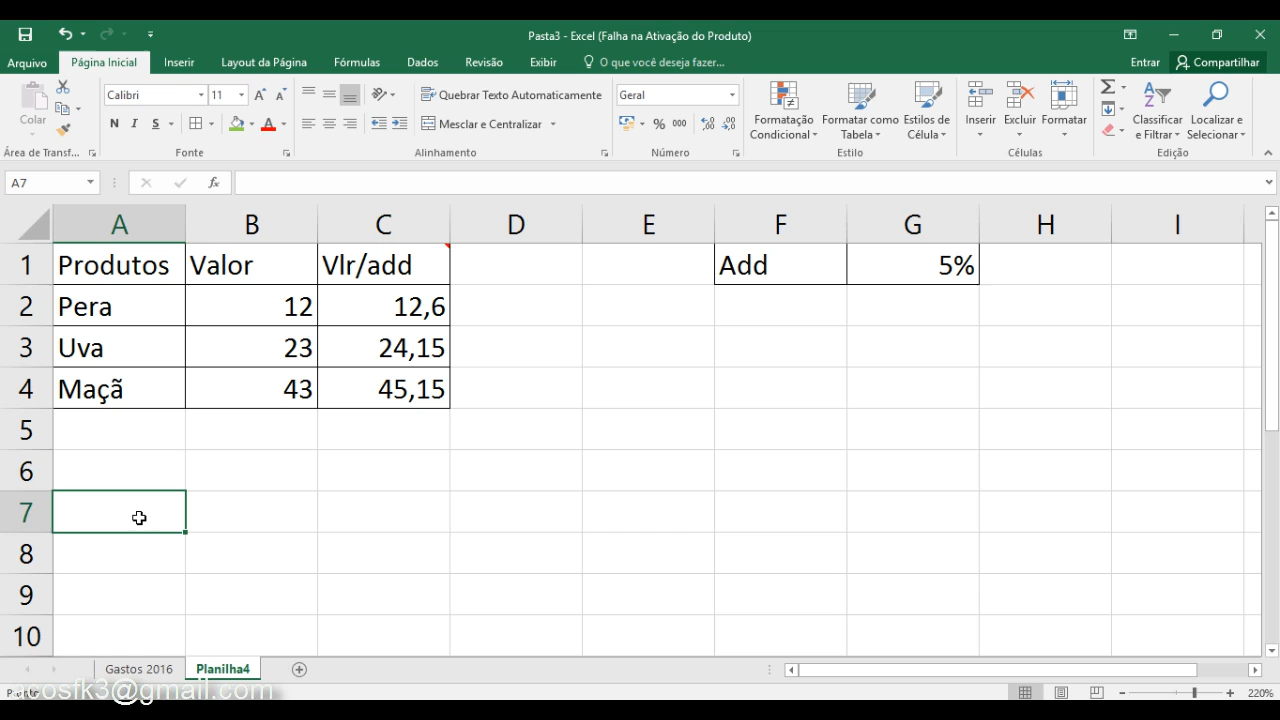 Pasta3 - Excel (Falha na Ativação do Produto)
Arquivo Página Inicial Inserir Layout da Página Fórmulas Dados Revisão Exibir O que você deseja fazer... Entrar Compartilhar
Colar
Calibri 11
Quebrar Texto Automaticamente
Geral
N I S
Mesclar e Centralizar
% 000
Formatação Condicional
Formatar como Tabela
Estilos de Célula
Inserir Excluir Formatar
Classificar e Filtrar
Localizar e Selecionar
Área de Transf... Fonte Alinhamento Número Estilo Células Edição
A7 fx
A B C D E F G H I
1 Produtos Valor Vlr/add Add 5%
2 Pera 12 12,6
3 Uva 23 24,15
4 Maçã 43 45,15
5
6
7
8
9
10
Gastos 2016 Planilha4
cosfk3@gmail.com
220%